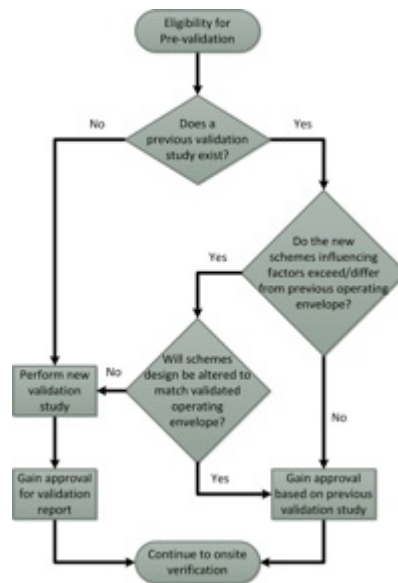 Eligibility for
Pre-validation
No
Does a
previous validation
study exist?
Yes
Do the new
schemes influencing
factors exceed/differ
from previous operating
envelope?
Yes
Will schemes
design be altered to
match validated
operating
envelope?
No
Perform new
validation
study
No
Yes
Gain approval
for validation
report
Gain approval
based on previous
validation study
Continue to onsite
verification